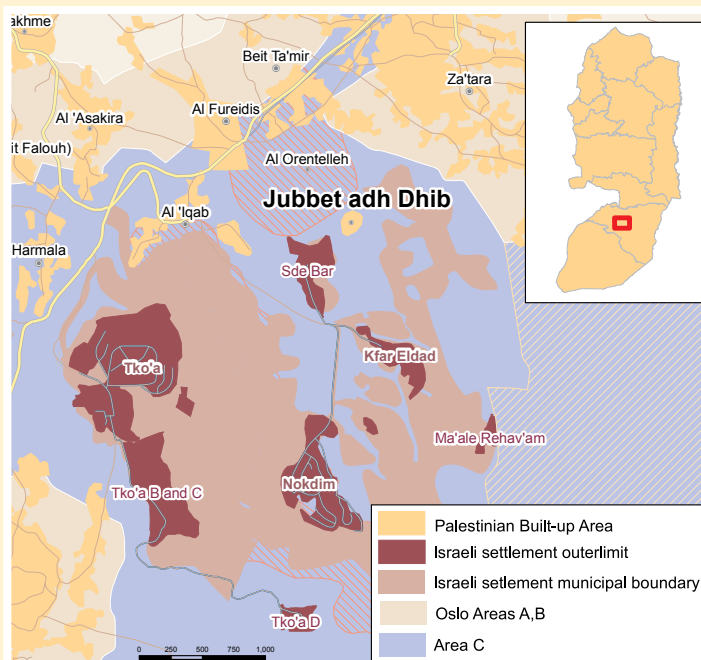 akhme
Beit Ta'mir
Za'tara
Al Fureidis
Al 'Asakira
it Falouh)
Al Orentelleh
Jubbet adh Dhib
Al 'Iqab
Harmala
Sde Bar
Kfar Eldad
Tko'a
Ma'ale Rehav'am
Tko'a B and C
Nokdim
Tko'a D
0 250 500 750 1,000
Palestinian Built-up Area
Israeli settlement outerlimit
Israeli setlement municipal boundary
Oslo Areas A,B
Area C